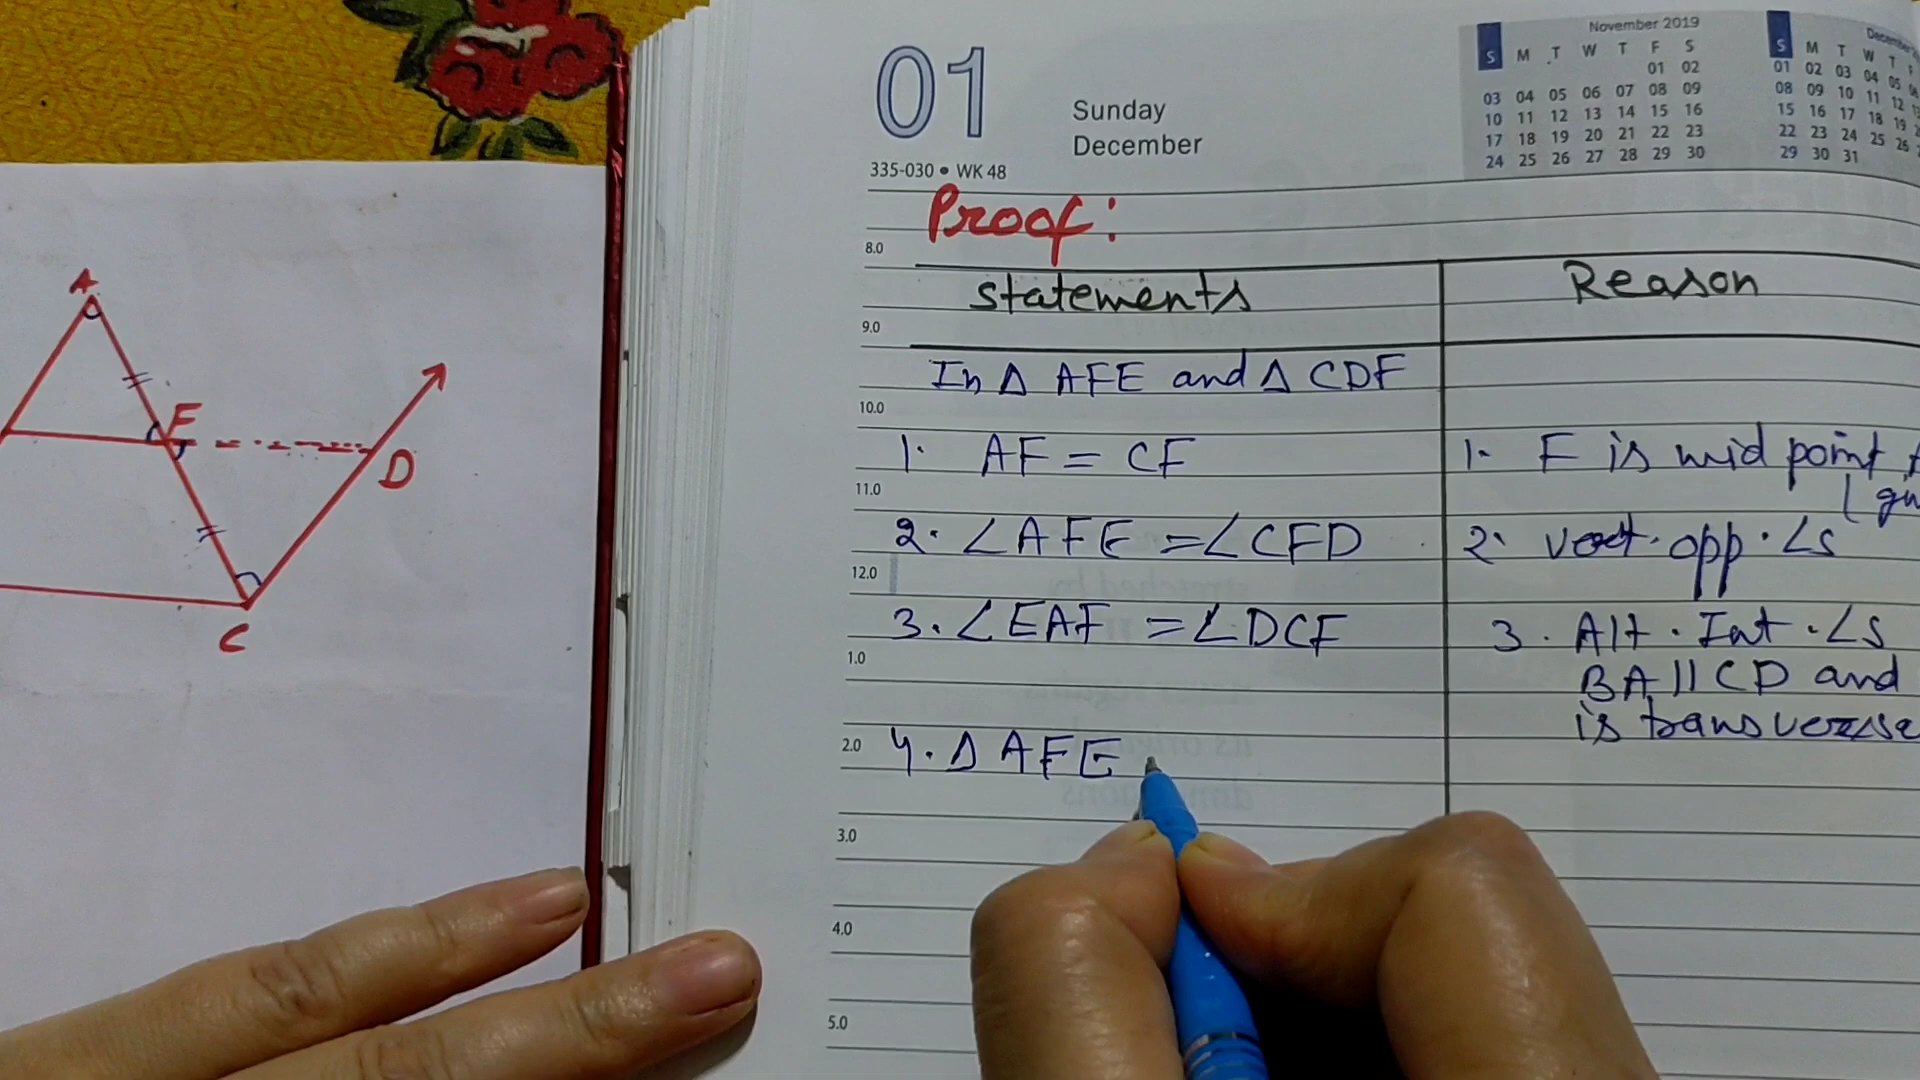 01
Sunday
December
335-030 • WK 48
November 2019
S M T W T F S
01 02
03 04 05 06 07 08 09
10 11 12 13 14 15 16
17 18 19 20 21 22 23
24 25 26 27 28 29 30
S M T W T F
01 02 03 04 05
08 09 10 11 12
15 16 17 18 19
22 23 24 25 26
29 30 31
Proof:
8.0
statements Reason
9.0
In Δ AFE and Δ CDF
10.0
1. AF = CF 1. F is mid point
11.0
2. ∠AFE = ∠CFD 2. vert. opp. ∠s
12.0
3. ∠EAF = ∠DCF 3. Alt. Int. ∠s
1.0
BA || CD and
is transverse
2.0
4. Δ AFE
3.0
4.0
5.0
A
F
D
C